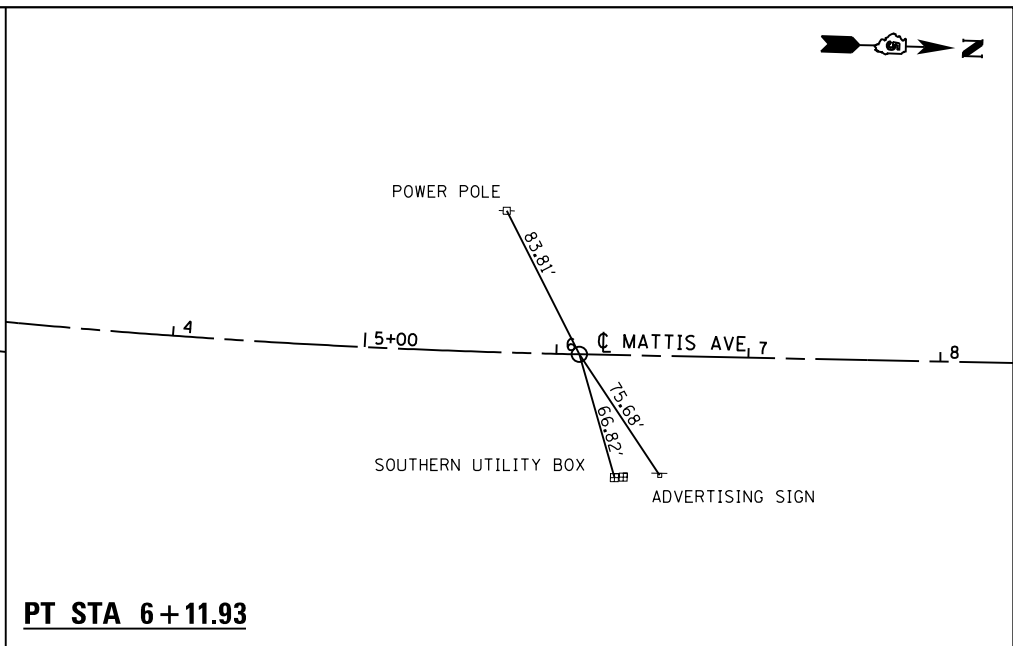 N
POWER POLE
83.81'
4
5+00
6
℄ MATTIS AVE
7
8
75.68'
66.82'
SOUTHERN UTILITY BOX
ADVERTISING SIGN
PT STA 6+11.93